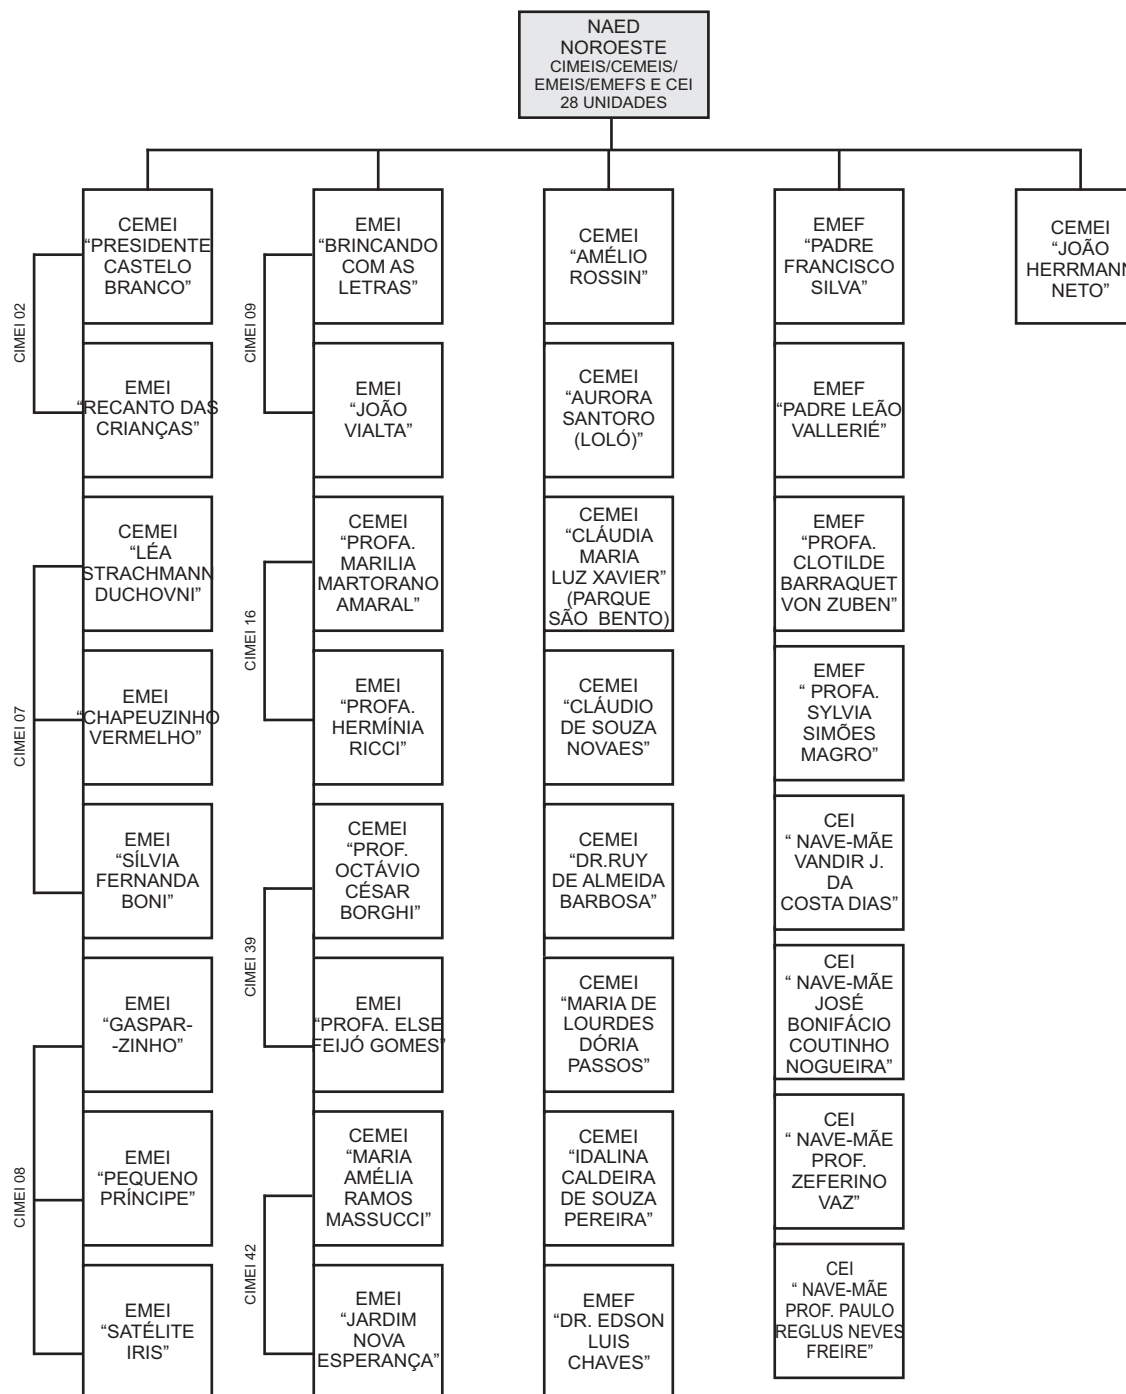 NAED
NOROESTE
CIMEIS/CEMEIS/
EMEIS/EMEFS E CEI
28 UNIDADES
CIMEI 02
CEMEI
“PRESIDENTE
CASTELO
BRANCO”
EMEI
“RECANTO DAS
CRIANÇAS”
CIMEI 07
CEMEI
“LÉA
STRACHMANN
DUCHOVNI”
EMEI
“CHAPEUZINHO
VERMELHO”
EMEI
“SÍLVIA
FERNANDA
BONI”
CIMEI 08
EMEI
“GASPAR-
-ZINHO”
EMEI
“PEQUENO
PRÍNCIPE”
EMEI
“SATÉLITE
IRIS”
CIMEI 09
EMEI
“BRINCANDO
COM AS
LETRAS”
EMEI
“JOÃO
VIALTA”
CIMEI 16
CEMEI
“PROFA.
MARILIA
MARTORANO
AMARAL”
EMEI
“PROFA.
HERMÍNIA
RICCI”
CIMEI 39
CEMEI
“PROF.
OCTÁVIO
CÉSAR
BORGHI”
EMEI
“PROFA. ELSE
FEIJÓ GOMES”
CIMEI 42
CEMEI
“MARIA
AMÉLIA
RAMOS
MASSUCCI”
EMEI
“JARDIM
NOVA
ESPERANÇA”
CEMEI
“AMÉLIO
ROSSIN”
CEMEI
“AURORA
SANTORO
(LOLÓ)”
CEMEI
“CLÁUDIA
MARIA
LUZ XAVIER”
(PARQUE
SÃO BENTO)
CEMEI
“CLÁUDIO
DE SOUZA
NOVAES”
CEMEI
“DR.RUY
DE ALMEIDA
BARBOSA”
CEMEI
“MARIA DE
LOURDES
DÓRIA
PASSOS”
CEMEI
“IDALINA
CALDEIRA
DE SOUZA
PEREIRA”
EMEF
“DR. EDSON
LUIS
CHAVES”
EMEF
“PADRE
FRANCISCO
SILVA”
EMEF
“PADRE LEÃO
VALLERIÉ”
EMEF
“PROFA.
CLOTILDE
BARRAQUET
VON ZUBEN”
EMEF
“ PROFA.
SYLVIA
SIMÕES
MAGRO”
CEI
“ NAVE-MÃE
VANDIR J.
DA
COSTA DIAS”
CEI
“ NAVE-MÃE
JOSÉ
BONIFÁCIO
COUTINHO
NOGUEIRA”
CEI
“ NAVE-MÃE
PROF.
ZEFERINO
VAZ”
CEI
“ NAVE-MÃE
PROF. PAULO
REGLUS NEVES
FREIRE”
CEMEI
“JOÃO
HERRMANN
NETO”